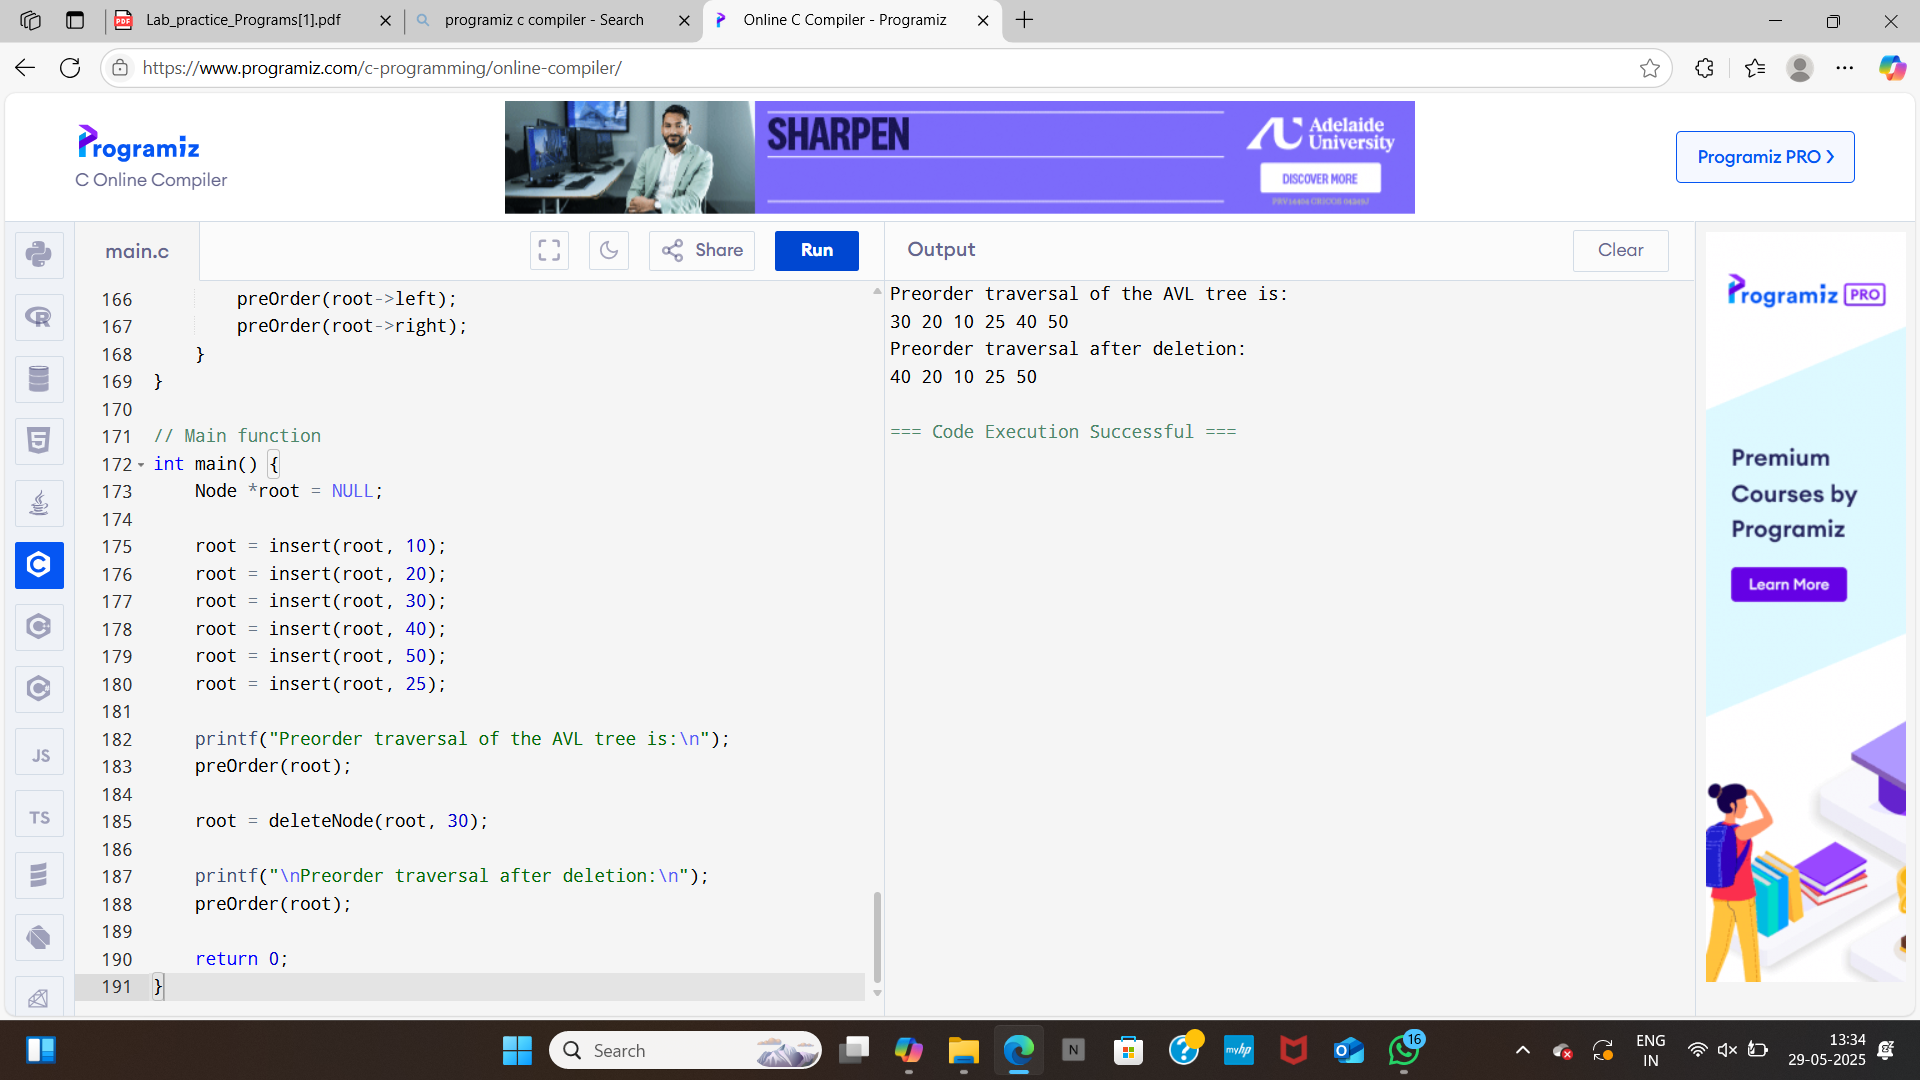 Lab_practice_Programs[1].pdf
programiz c compiler - Search
Online C Compiler - Programiz
https://www.programiz.com/c-programming/online-compiler/
Programiz
C Online Compiler
SHARPEN
Adelaide
University
DISCOVER MORE
Programiz PRO
main.c
Share
Run
Output
Clear
166 preOrder(root->left);
167 preOrder(root->right);
168 }
169 }
170
171 // Main function
172 int main() {
173 Node *root = NULL;
174
175 root = insert(root, 10);
176 root = insert(root, 20);
177 root = insert(root, 30);
178 root = insert(root, 40);
179 root = insert(root, 50);
180 root = insert(root, 25);
181
182 printf("Preorder traversal of the AVL tree is:\n");
183 preOrder(root);
184
185 root = deleteNode(root, 30);
186
187 printf("\nPreorder traversal after deletion:\n");
188 preOrder(root);
189
190 return 0;
191 }
Preorder traversal of the AVL tree is:
30 20 10 25 40 50
Preorder traversal after deletion:
40 20 10 25 50
=== Code Execution Successful ===
Programiz PRO
Premium
Courses by
Programiz
Learn More
JS
TS
Search
N
myhp
16
ENG
IN
13:34
29-05-2025